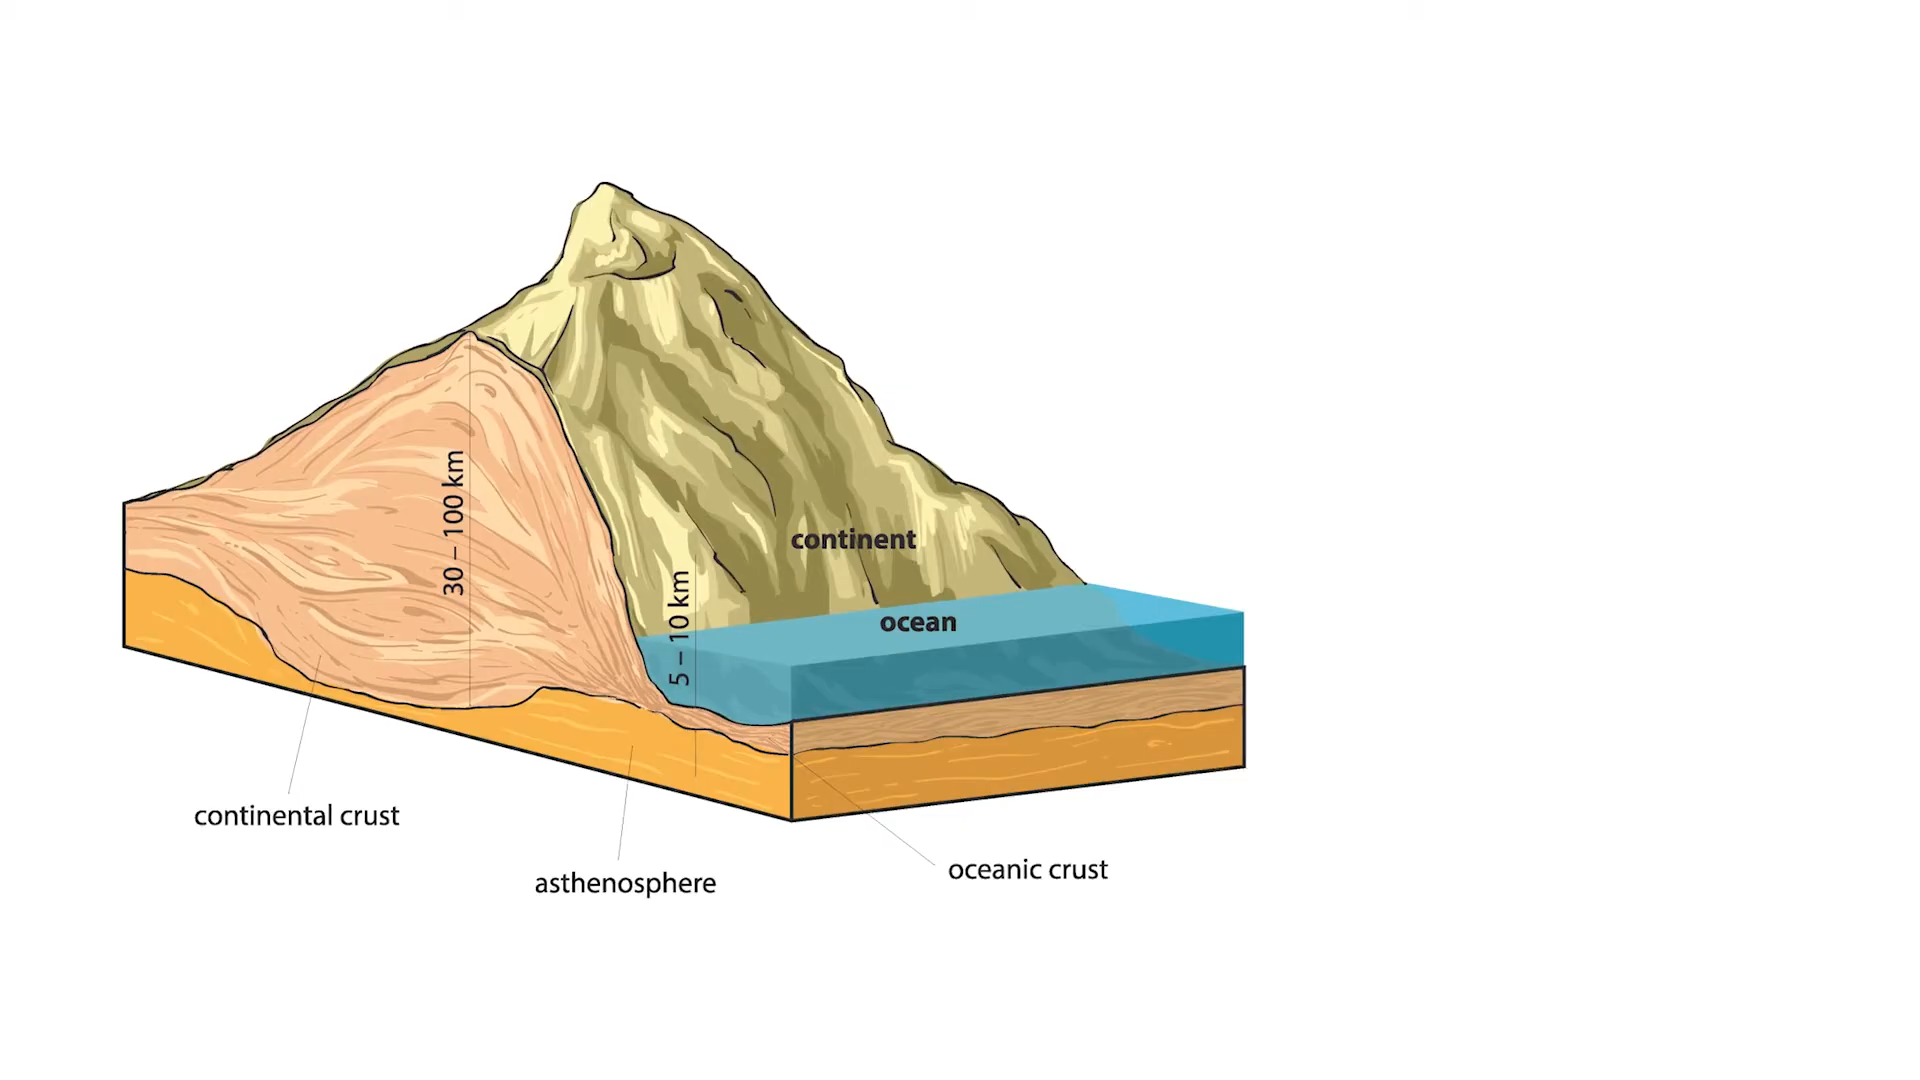 30 – 100 km
continent
5 – 10 km
ocean
continental crust
asthenosphere
oceanic crust